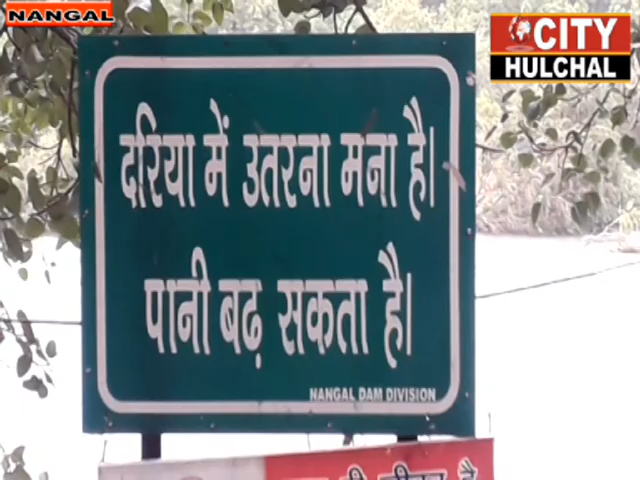 NANGAL
CITY
HULCHAL
दरिया में उतरना मना है।
पानी बढ़ सकता है।
NANGAL DAM DIVISION